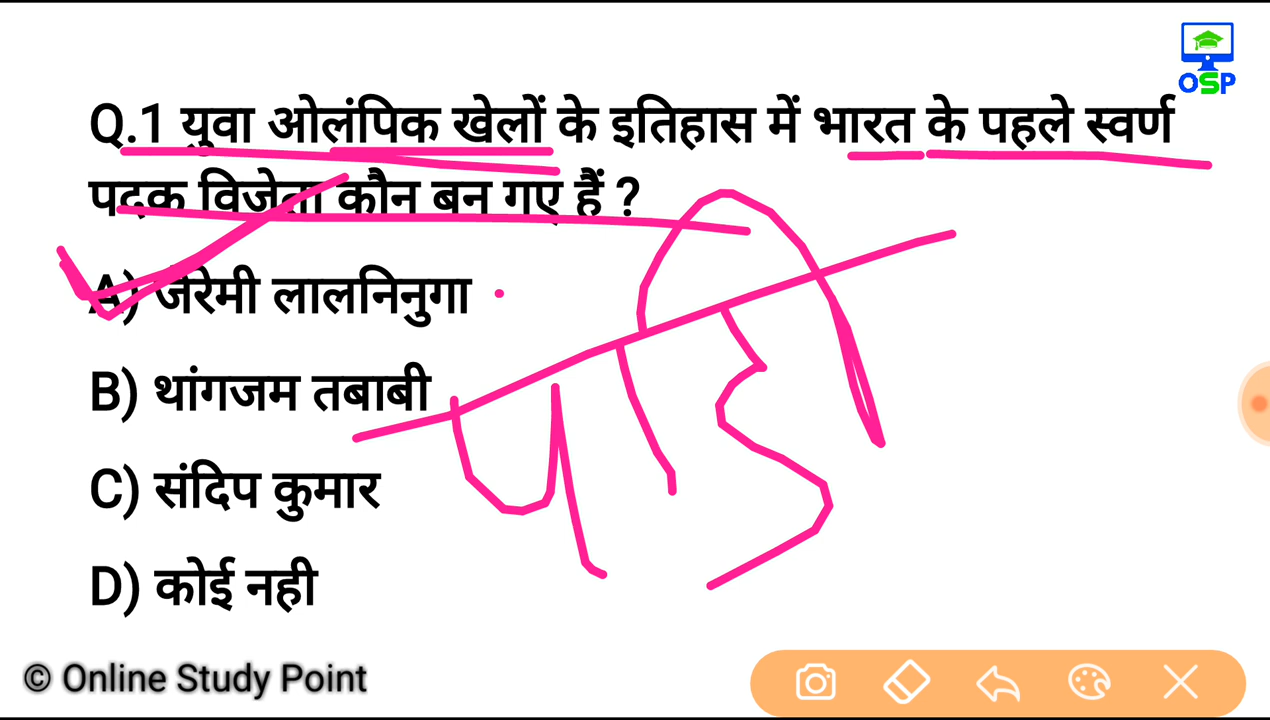 OSP
Q.1 युवा ओलंपिक खेलों के इतिहास में भारत के पहले स्वर्ण
पदक विजेता कौन बन गए हैं ?
A) जेरेमी लालनिनुगा
B) थांगजम तबाबी
C) संदिप कुमार
D) कोई नही
© Online Study Point